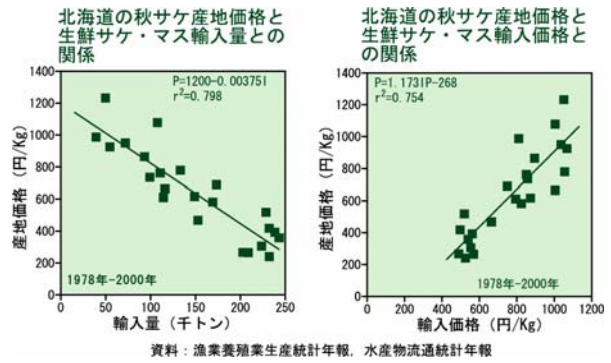 北海道の秋サケ産地価格と
生鮮サケ・マス輸入量との
関係
P=1200-0.00375I
r²=0.798
産地価格 (円/Kg)
1400
1200
1000
800
600
400
200
0
1978年-2000年
0 50 100 150 200 250
輸入量 (千トン)
北海道の秋サケ産地価格と
生鮮サケ・マス輸入価格と
の関係
P=1.173IP-268
r²=0.754
産地価格 (円/Kg)
1400
1200
1000
800
600
400
200
0
1978年-2000年
0 200 400 600 800 1000 1200
輸入価格 (円/Kg)
資料：漁業養殖業生産統計年報，水産物流通統計年報